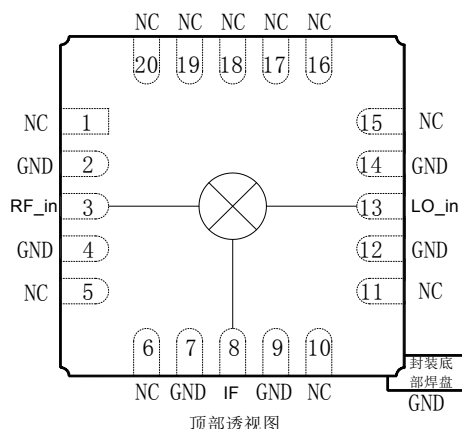 NC NC NC NC NC
20 19 18 17 16
NC 1 15 NC
GND 2 14 GND
RF_in 3 13 LO_in
GND 4 12 GND
NC 5 11 NC
6 7 8 9 10
NC GND IF GND NC
封装底
部焊盘
GND
顶部透视图